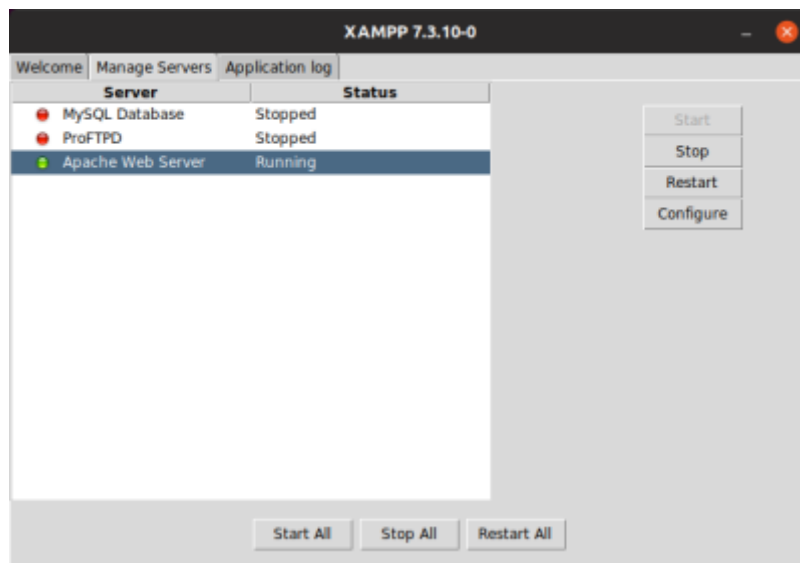 XAMPP 7.3.10-0
Welcome Manage Servers Application log
Server Status
MySQL Database Stopped
ProFTPD Stopped
Apache Web Server Running
Start
Stop
Restart
Configure
Start All Stop All Restart All